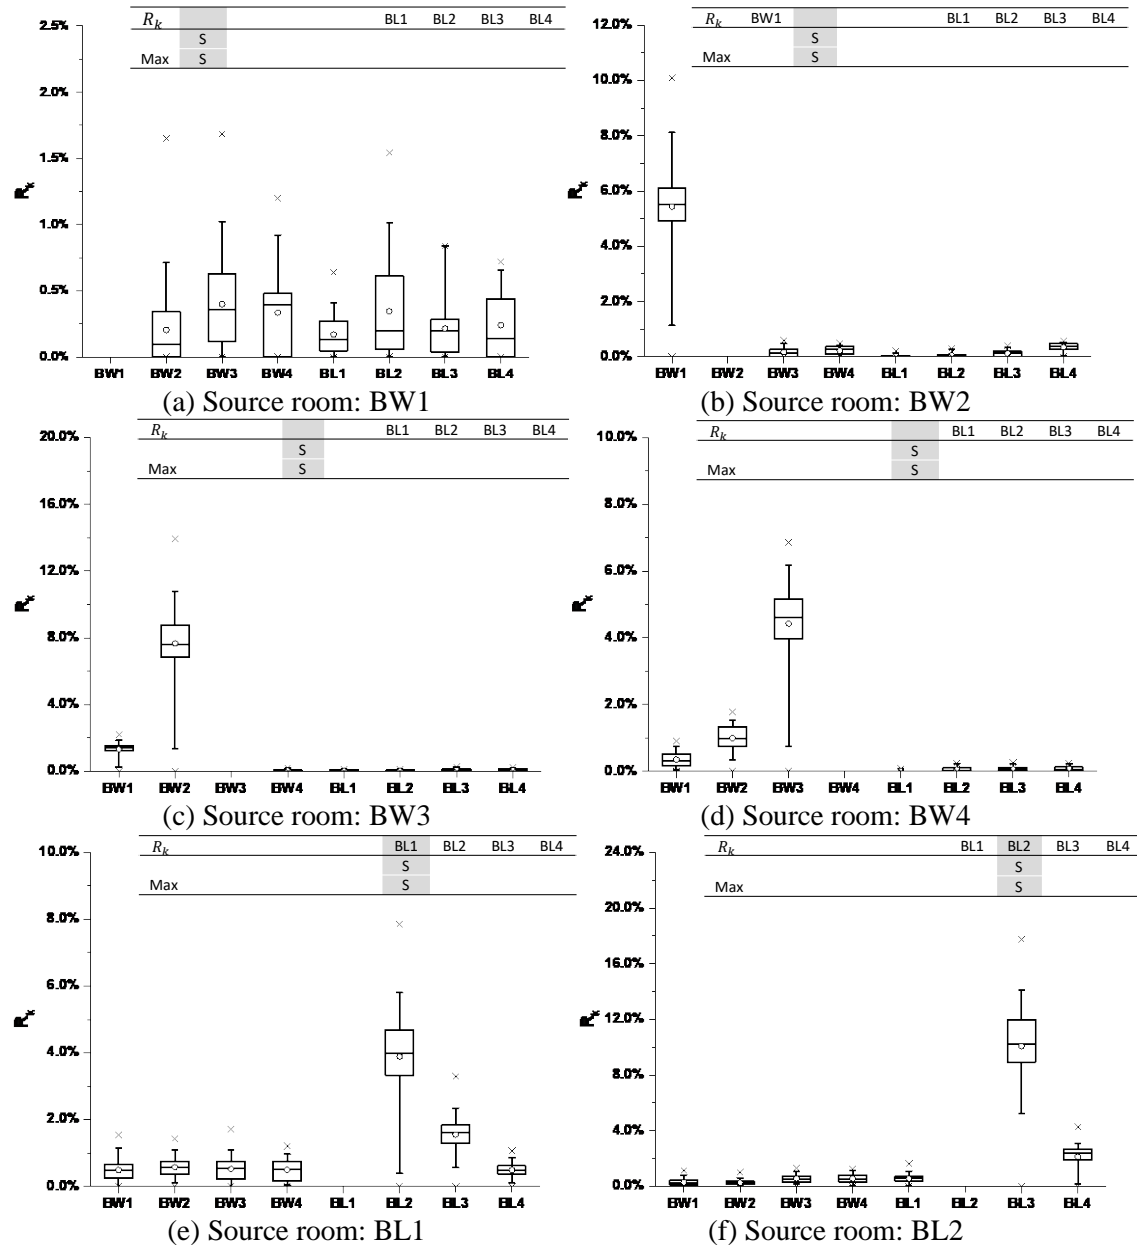 R_k BL1 BL2 BL3 BL4
S
Max S
2.5%
2.0%
1.5%
1.0%
0.5%
0.0%
R_k
BW1 BW2 BW3 BW4 BL1 BL2 BL3 BL4
(a) Source room: BW1
R_k BW1 BL1 BL2 BL3 BL4
S
Max S
12.0%
10.0%
8.0%
6.0%
4.0%
2.0%
0.0%
R_k
BW1 BW2 BW3 BW4 BL1 BL2 BL3 BL4
(b) Source room: BW2
R_k BL1 BL2 BL3 BL4
S
Max S
20.0%
16.0%
12.0%
8.0%
4.0%
0.0%
R_k
BW1 BW2 BW3 BW4 BL1 BL2 BL3 BL4
(c) Source room: BW3
R_k BL1 BL2 BL3 BL4
S
Max S
10.0%
8.0%
6.0%
4.0%
2.0%
0.0%
R_k
BW1 BW2 BW3 BW4 BL1 BL2 BL3 BL4
(d) Source room: BW4
R_k BL1 BL2 BL3 BL4
S
Max S
10.0%
8.0%
6.0%
4.0%
2.0%
0.0%
R_k
BW1 BW2 BW3 BW4 BL1 BL2 BL3 BL4
(e) Source room: BL1
R_k BL1 BL2 BL3 BL4
S
Max S
24.0%
20.0%
16.0%
12.0%
8.0%
4.0%
0.0%
R_k
BW1 BW2 BW3 BW4 BL1 BL2 BL3 BL4
(f) Source room: BL2